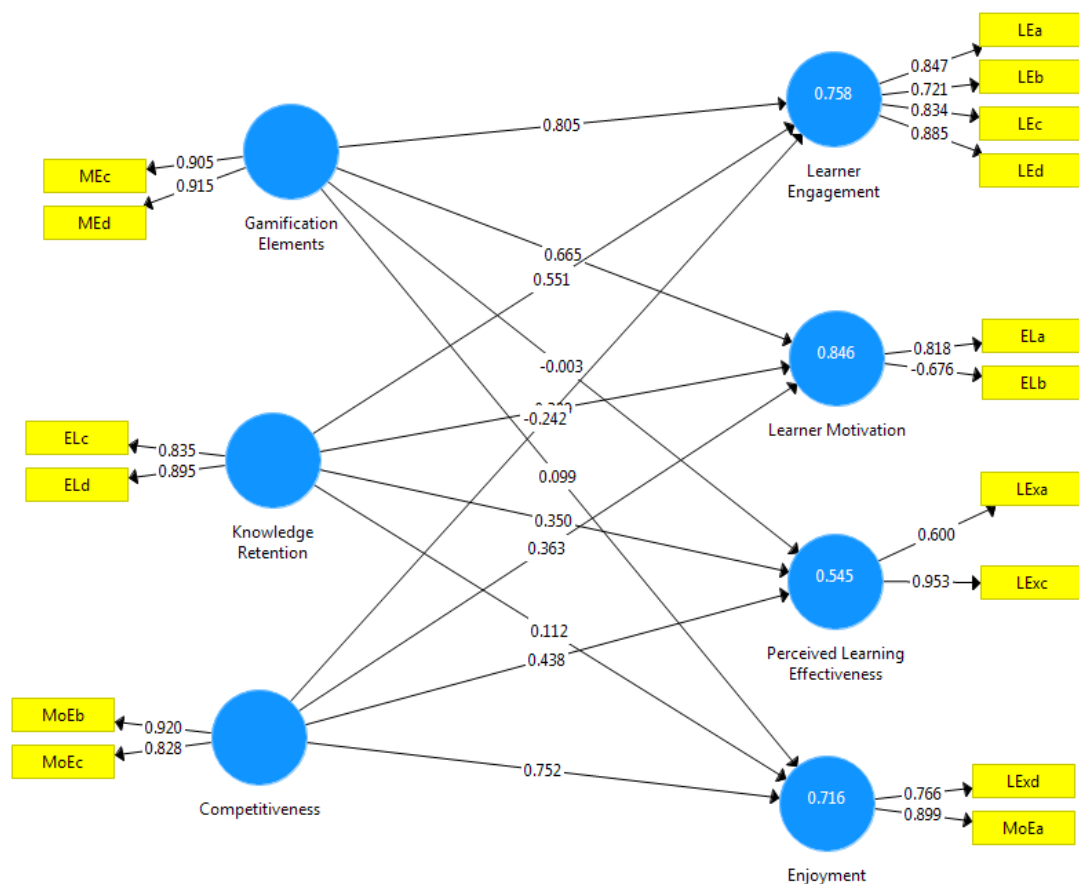 LEa
0.847
LEb
0.721
0.758
0.834
LEc
0.885
LEd
0.805
MEc
0.905
0.915
MEd
Learner
Engagement
Gamification
Elements
0.665
0.551
ELa
0.818
0.846
-0.676
ELb
-0.003
-0.242
Learner Motivation
ELc
0.835
0.895
ELd
0.099
LExa
Knowledge
Retention
0.350
0.600
0.363
0.545
0.953
LExc
0.112
0.438
Perceived Learning
Effectiveness
MoEb
0.920
0.828
MoEc
0.752
LExd
0.766
0.716
0.899
MoEa
Competitiveness
Enjoyment